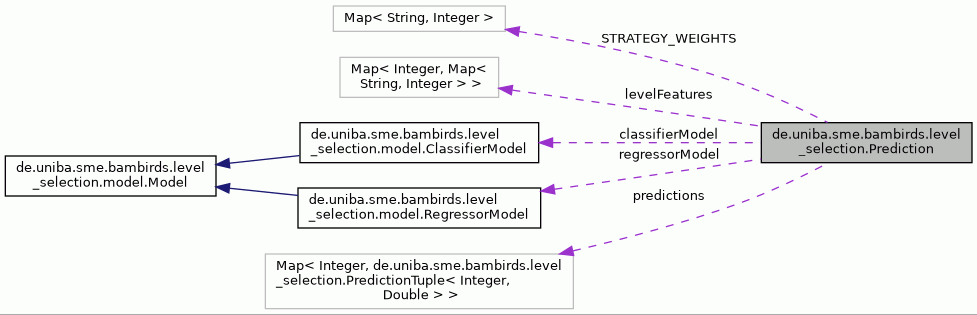 Map< String, Integer >
STRATEGY_WEIGHTS
Map< Integer, Map<
String, Integer > >
levelFeatures
de.uniba.sme.bambirds.level
_selection.model.ClassifierModel
classifierModel
de.uniba.sme.bambirds.level
_selection.Prediction
regressorModel
de.uniba.sme.bambirds.level
_selection.model.Model
de.uniba.sme.bambirds.level
_selection.model.RegressorModel
predictions
Map< Integer, de.uniba.sme.bambirds.level
_selection.PredictionTuple< Integer,
Double > >